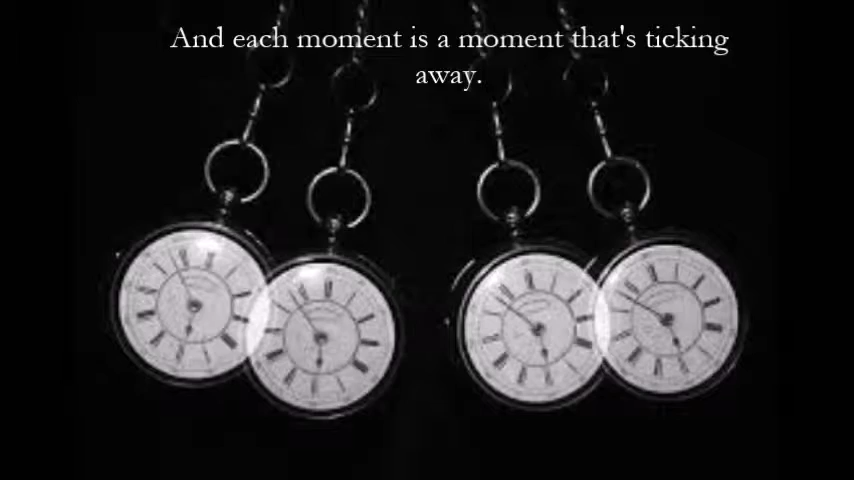 And each moment is a moment that's ticking
away.